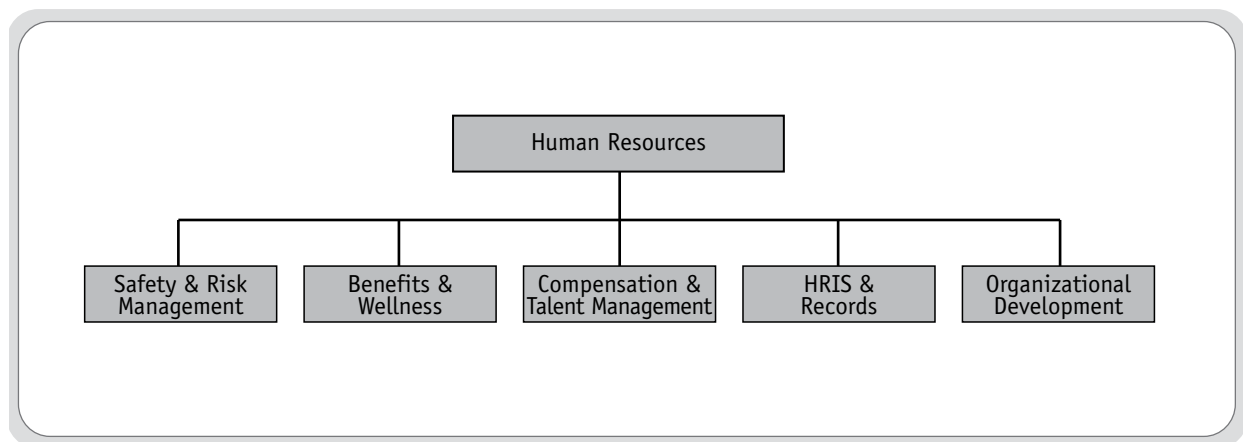 Human Resources
Safety & Risk
Management
Benefits &
Wellness
Compensation &
Talent Management
HRIS &
Records
Organizational
Development